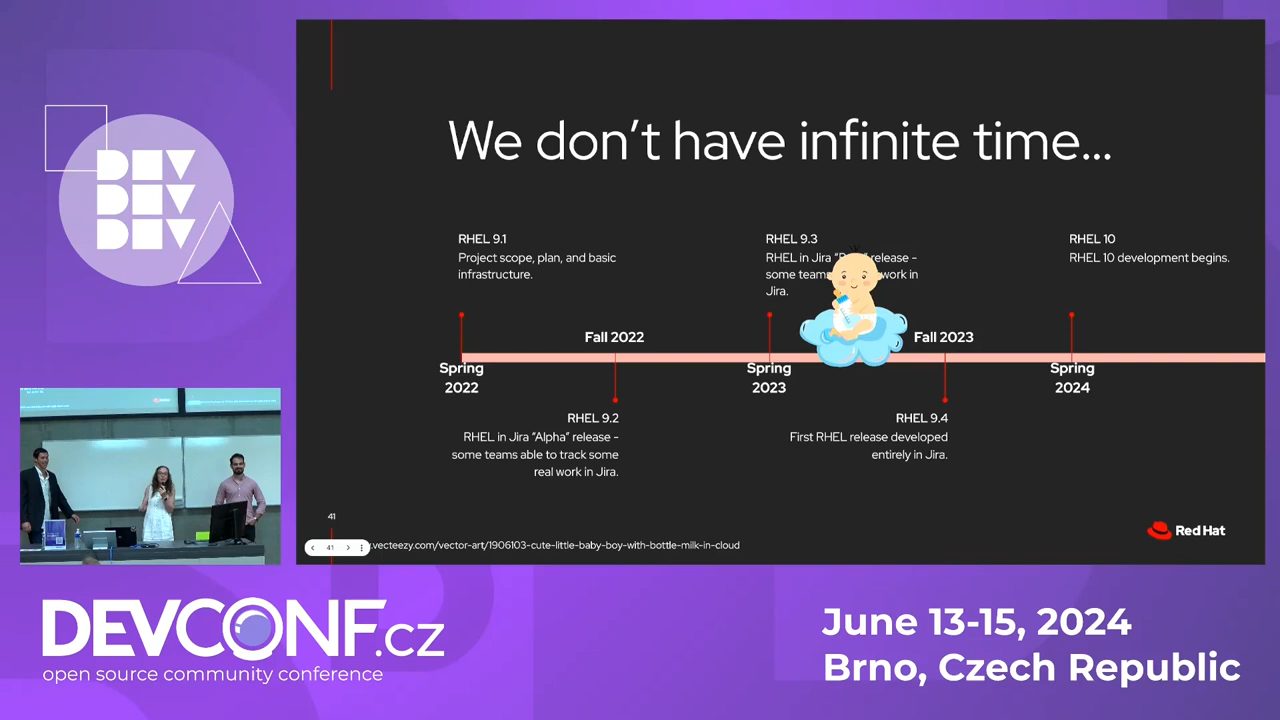 DEV
DEV
DEV
We don't have infinite time...
RHEL 9.1
Project scope, plan, and basic
infrastructure.
RHEL 9.3
RHEL in Jira release -
some teams work in
Jira.
RHEL 10
RHEL 10 development begins.
Fall 2022
Fall 2023
Spring
2022
Spring
2023
Spring
2024
RHEL 9.2
RHEL in Jira “Alpha” release -
some teams able to track some
real work in Jira.
RHEL 9.4
First RHEL release developed
entirely in Jira.
41
Red Hat
41
.vecteezy.com/vector-art/1906103-cute-little-baby-boy-with-bottle-milk-in-cloud
DEVCONF.cz
open source community conference
June 13-15, 2024
Brno, Czech Republic